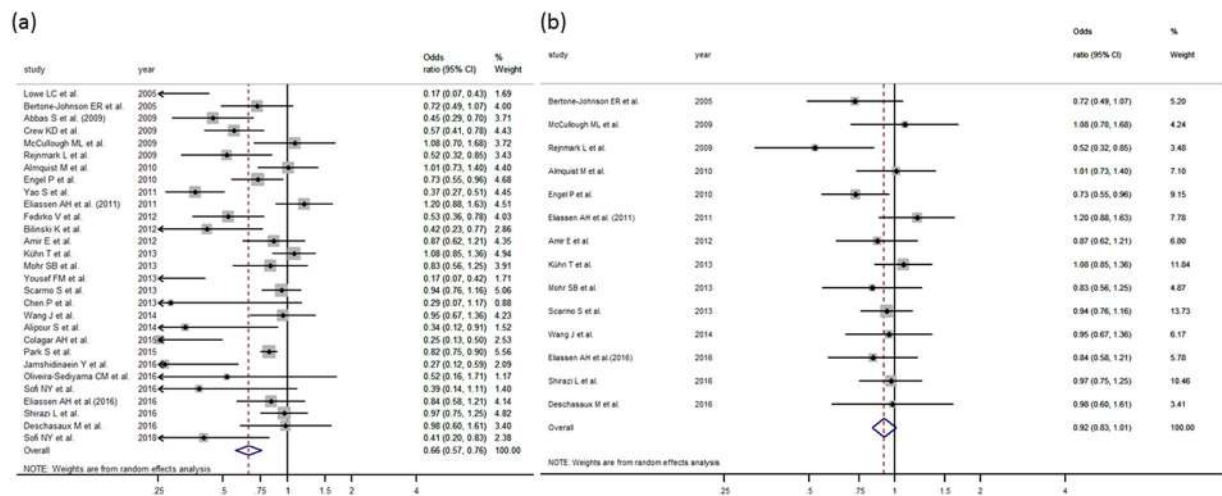 (a)
Odds %
study year ratio (95% CI) Weight
Lowe LC et al. 2005 0.17 (0.07, 0.43) 1.69
Bertone-Johnson ER et al. 2005 0.72 (0.49, 1.07) 4.00
Abbas S et al. (2009) 2009 0.45 (0.29, 0.70) 3.71
Crew KD et al. 2009 0.57 (0.41, 0.78) 4.43
McCullough ML et al. 2009 1.08 (0.70, 1.68) 3.72
Rejnmark L et al. 2009 0.52 (0.32, 0.85) 3.43
Almquist M et al. 2010 1.01 (0.73, 1.40) 4.40
Engel P et al. 2010 0.73 (0.55, 0.96) 4.68
Yao S et al. 2011 0.37 (0.27, 0.51) 4.45
Eliassen AH et al. (2011) 2011 1.20 (0.88, 1.63) 4.51
Fedirko V et al. 2012 0.53 (0.36, 0.78) 4.03
Bilinski K et al. 2012 0.42 (0.23, 0.77) 2.86
Amir E et al. 2012 0.87 (0.62, 1.21) 4.35
Kühn T et al. 2013 1.08 (0.85, 1.36) 4.94
Mohr SB et al. 2013 0.83 (0.56, 1.25) 3.91
Yousef FM et al. 2013 0.17 (0.07, 0.42) 1.71
Scarmo S et al. 2013 0.94 (0.76, 1.16) 5.06
Chen P et al. 2013 0.29 (0.07, 1.17) 0.88
Wang J et al. 2014 0.95 (0.67, 1.36) 4.23
Alipour S et al. 2014 0.34 (0.12, 0.91) 1.52
Colagar AH et al. 2015 0.25 (0.13, 0.50) 2.53
Park S et al. 2015 0.82 (0.75, 0.90) 5.56
Jamshidinaein Y et al. 2016 0.27 (0.12, 0.59) 2.09
Oliveira-Sediyama CM et al. 2016 0.52 (0.16, 1.71) 1.17
Sofi NY et al. 2016 0.39 (0.14, 1.11) 1.40
Eliassen AH et al.(2016) 2016 0.84 (0.58, 1.21) 4.14
Shirazi L et al. 2016 0.97 (0.75, 1.25) 4.82
Deschasaux M et al. 2016 0.98 (0.60, 1.61) 3.40
Sofi NY et al. 2018 0.41 (0.20, 0.83) 2.38
Overall 0.66 (0.57, 0.76) 100.00
NOTE: Weights are from random effects analysis
.25 .5 .75 1 1.5 2 4
(b)
Odds %
study year ratio (95% CI) Weight
Bertone-Johnson ER et al. 2005 0.72 (0.49, 1.07) 5.20
McCullough ML et al. 2009 1.08 (0.70, 1.68) 4.24
Rejnmark L et al. 2009 0.52 (0.32, 0.85) 3.48
Almquist M et al. 2010 1.01 (0.73, 1.40) 7.10
Engel P et al. 2010 0.73 (0.55, 0.96) 9.15
Eliassen AH et al. (2011) 2011 1.20 (0.88, 1.63) 7.78
Amir E et al. 2012 0.87 (0.62, 1.21) 6.80
Kühn T et al. 2013 1.08 (0.85, 1.36) 11.84
Mohr SB et al. 2013 0.83 (0.56, 1.25) 4.87
Scarmo S et al. 2013 0.94 (0.76, 1.16) 13.73
Wang J et al. 2014 0.95 (0.67, 1.36) 6.17
Eliassen AH et al.(2016) 2016 0.84 (0.58, 1.21) 5.78
Shirazi L et al. 2016 0.97 (0.75, 1.25) 10.46
Deschasaux M et al. 2016 0.98 (0.60, 1.61) 3.41
Overall 0.92 (0.83, 1.01) 100.00
NOTE: Weights are from random effects analysis
.25 .5 .75 1 1.5 2 4